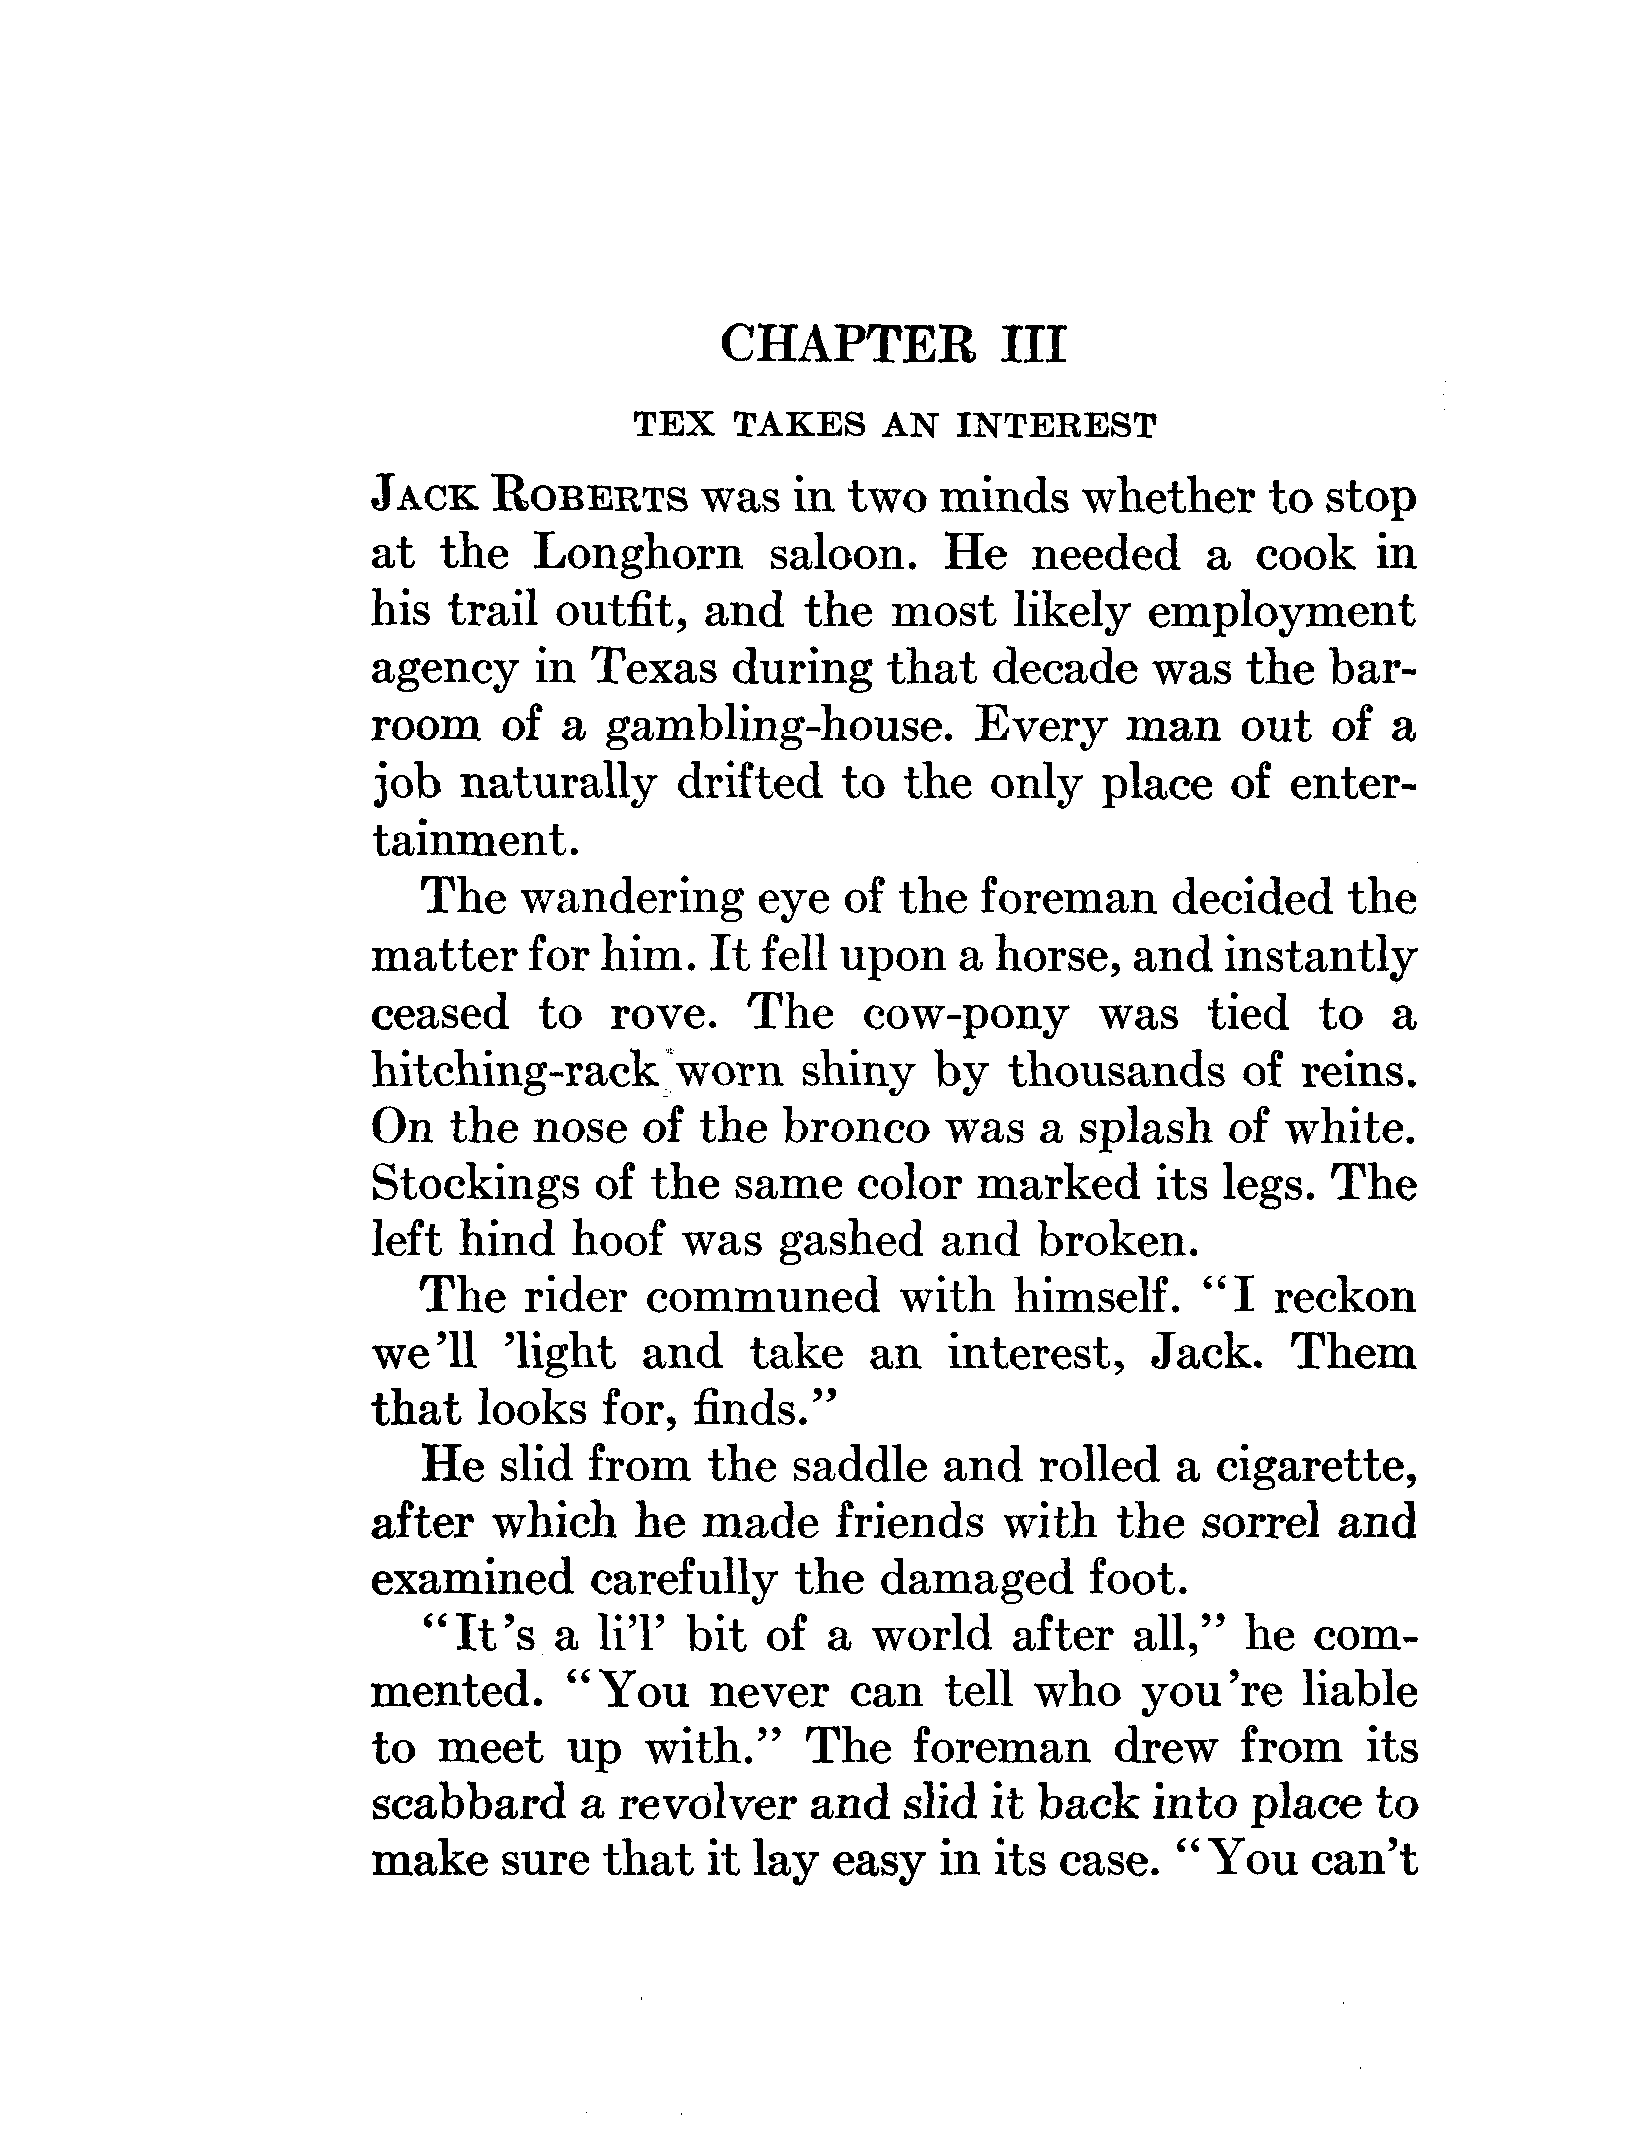 CHAPTER III
TEX TAKES AN INTEREST
JACK ROBERTS was in two minds whether to stop
at the Longhorn saloon. He needed a cook in
his trail outfit, and the most likely employment
agency in Texas during that decade was the bar-
room of a gambling-house. Every man out of a
job naturally drifted to the only place of enter-
tainment.
The wandering eye of the foreman decided the
matter for him. It fell upon a horse, and instantly
ceased to rove. The cow-pony was tied to a
hitching-rack worn shiny by thousands of reins.
On the nose of the bronco was a splash of white.
Stockings of the same color marked its legs. The
left hind hoof was gashed and broken.
The rider communed with himself. “I reckon
we’ll ’light and take an interest, Jack. Them
that looks for, finds.”
He slid from the saddle and rolled a cigarette,
after which he made friends with the sorrel and
examined carefully the damaged foot.
“It’s a li’l’ bit of a world after all,” he com-
mented. “You never can tell who you’re liable
to meet up with.” The foreman drew from its
scabbard a revolver and slid it back into place to
make sure that it lay easy in its case. “You can’t